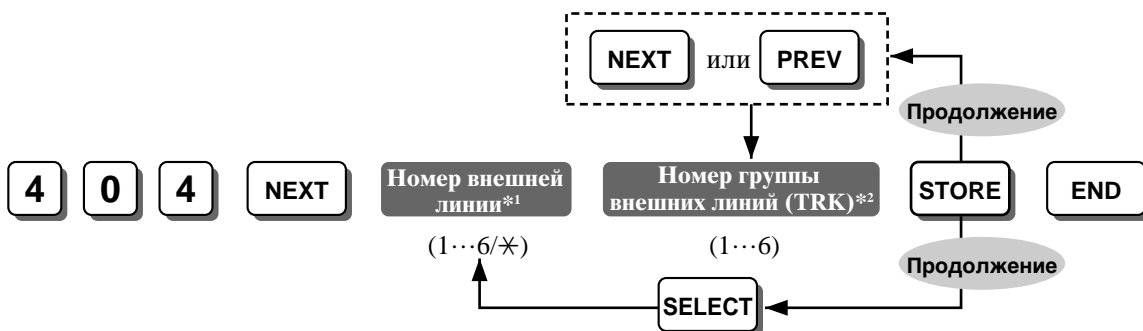 NEXT или PREV
Продолжение
4 0 4 NEXT Номер внешней линии*1 Номер группы внешних линий (TRK)*2 STORE END
(1···6/✳) (1···6)
Продолжение
SELECT